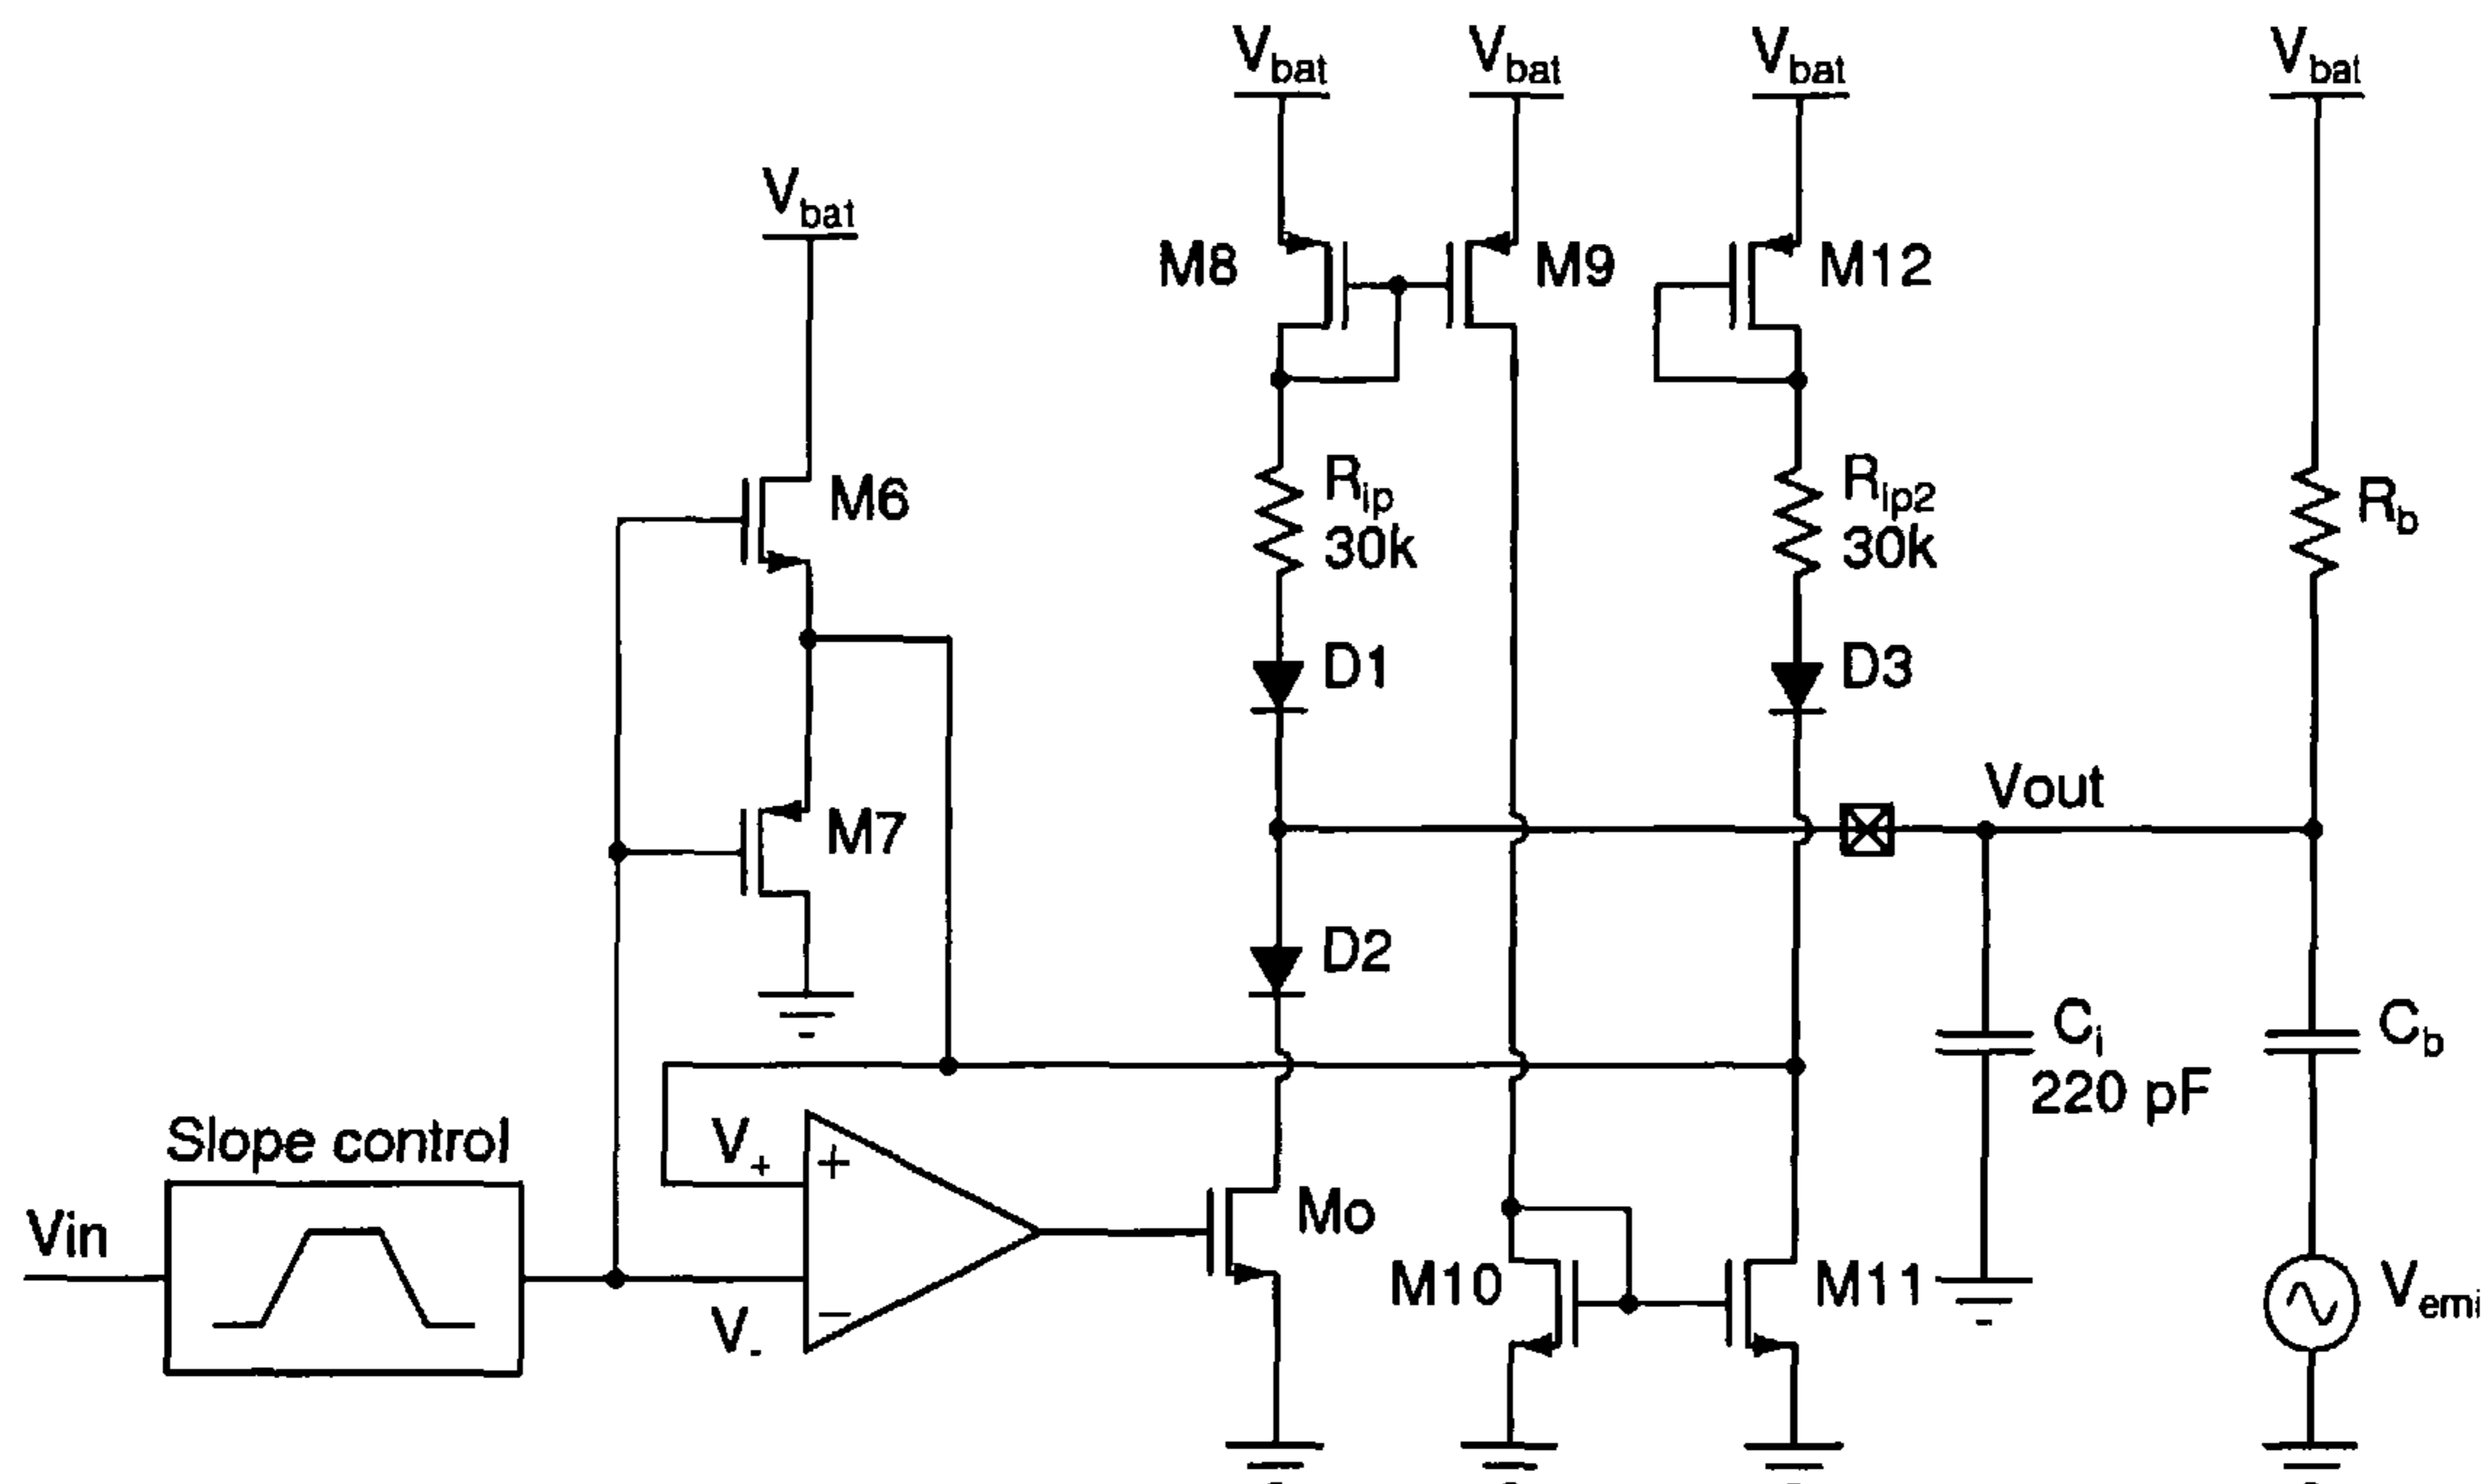 Vbat
Vbat
Vbat
Vbat
Vbat
M8
M9
M12
M6
Rip
30k
Rip2
30k
Rb
D1
D3
Vout
M7
D2
Ci
220 pF
Cb
Slope control
Vin
V+
+
V-
−
Mo
M10
M11
Vemi